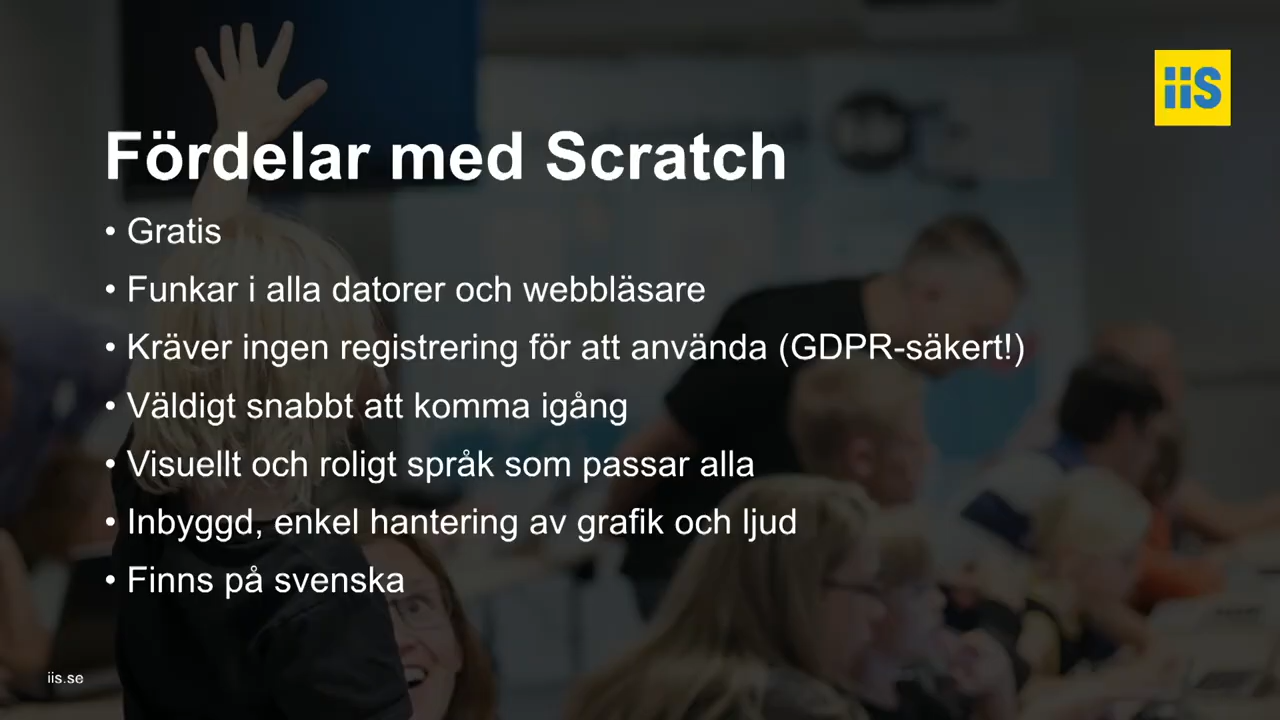 iis
Fördelar med Scratch
• Gratis
• Funkar i alla datorer och webbläsare
• Kräver ingen registrering för att använda (GDPR-säkert!)
• Väldigt snabbt att komma igång
• Visuellt och roligt språk som passar alla
• Inbyggd, enkel hantering av grafik och ljud
• Finns på svenska
iis.se